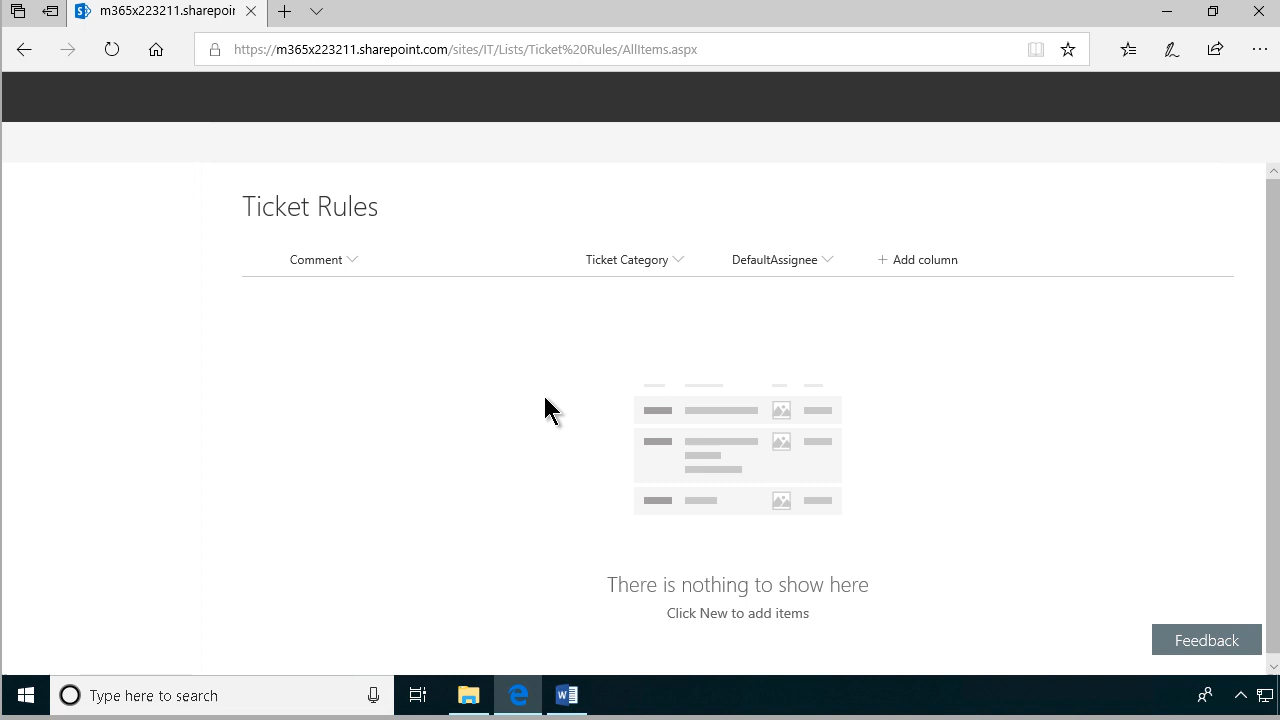 m365x223211.sharepoin
https://m365x223211.sharepoint.com/sites/IT/Lists/Ticket%20Rules/AllItems.aspx
Ticket Rules
Comment Ticket Category DefaultAssignee + Add column
There is nothing to show here
Click New to add items
Feedback
Type here to search